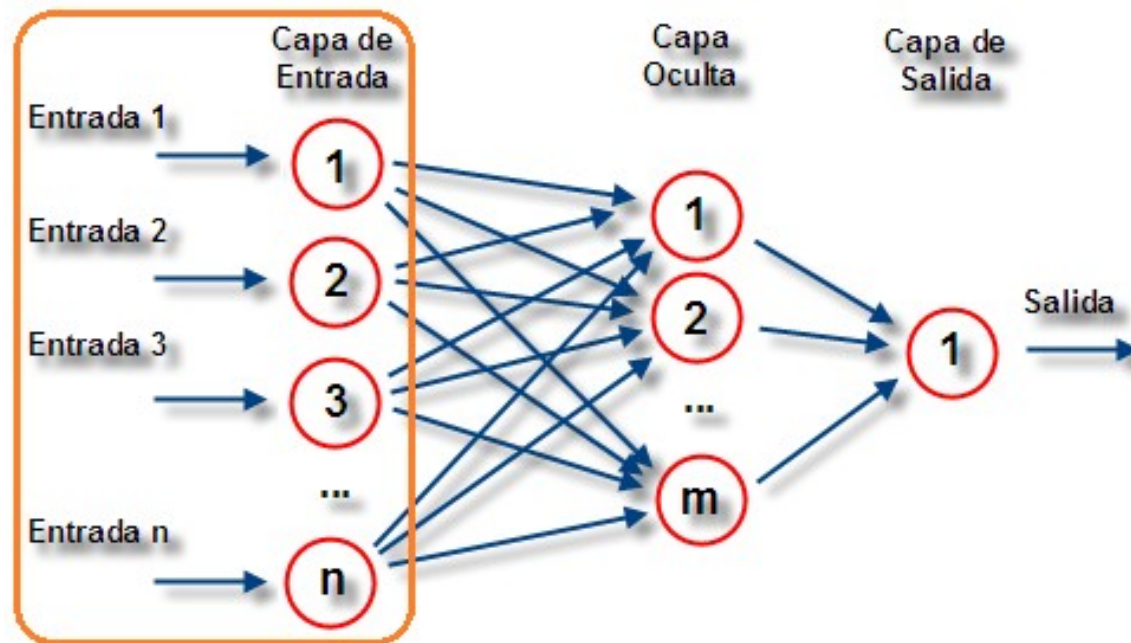 Capa de
Entrada
Capa
Oculta
Capa de
Salida
Entrada 1
1
Entrada 2
2
Entrada 3
3
...
Entrada n
n
1
2
...
m
1
Salida